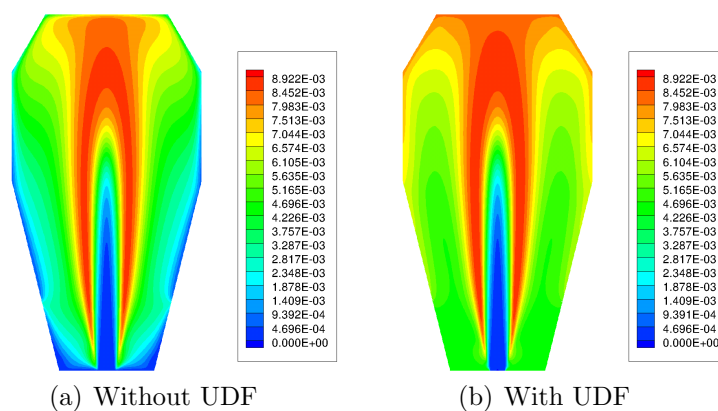 8.922E-03
8.452E-03
7.983E-03
7.513E-03
7.044E-03
6.574E-03
6.105E-03
5.635E-03
5.165E-03
4.696E-03
4.226E-03
3.757E-03
3.287E-03
2.817E-03
2.348E-03
1.878E-03
1.409E-03
9.392E-04
4.696E-04
0.000E+00
(a) Without UDF
8.922E-03
8.452E-03
7.983E-03
7.513E-03
7.044E-03
6.574E-03
6.105E-03
5.635E-03
5.165E-03
4.696E-03
4.226E-03
3.757E-03
3.287E-03
2.817E-03
2.348E-03
1.878E-03
1.409E-03
9.391E-04
4.696E-04
0.000E+00
(b) With UDF